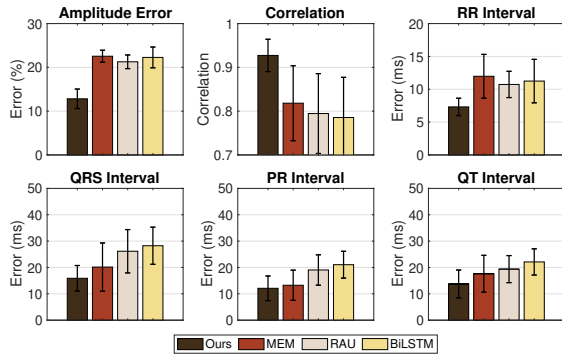 Amplitude Error
Error (%)
30
20
10
0
Correlation
Correlation
1
0.9
0.8
0.7
RR Interval
Error (ms)
20
15
10
5
0
QRS Interval
Error (ms)
50
40
30
20
10
0
PR Interval
Error (ms)
50
40
30
20
10
0
QT Interval
Error (ms)
50
40
30
20
10
0
Ours MEM RAU BiLSTM